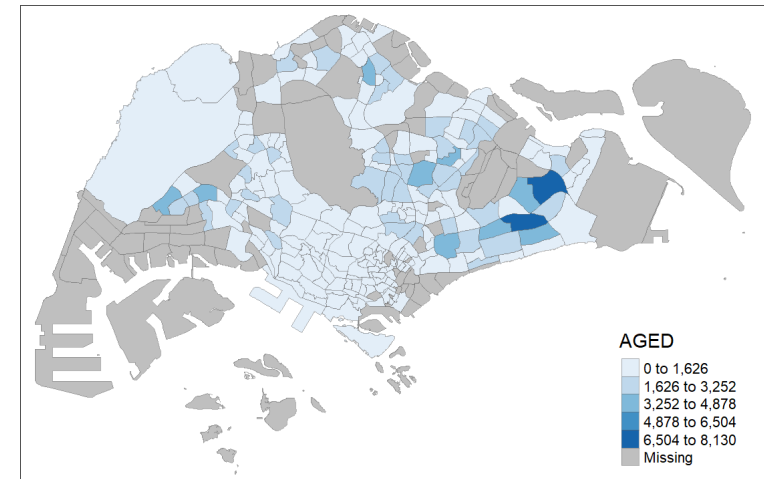 AGED
0 to 1,626
1,626 to 3,252
3,252 to 4,878
4,878 to 6,504
6,504 to 8,130
Missing